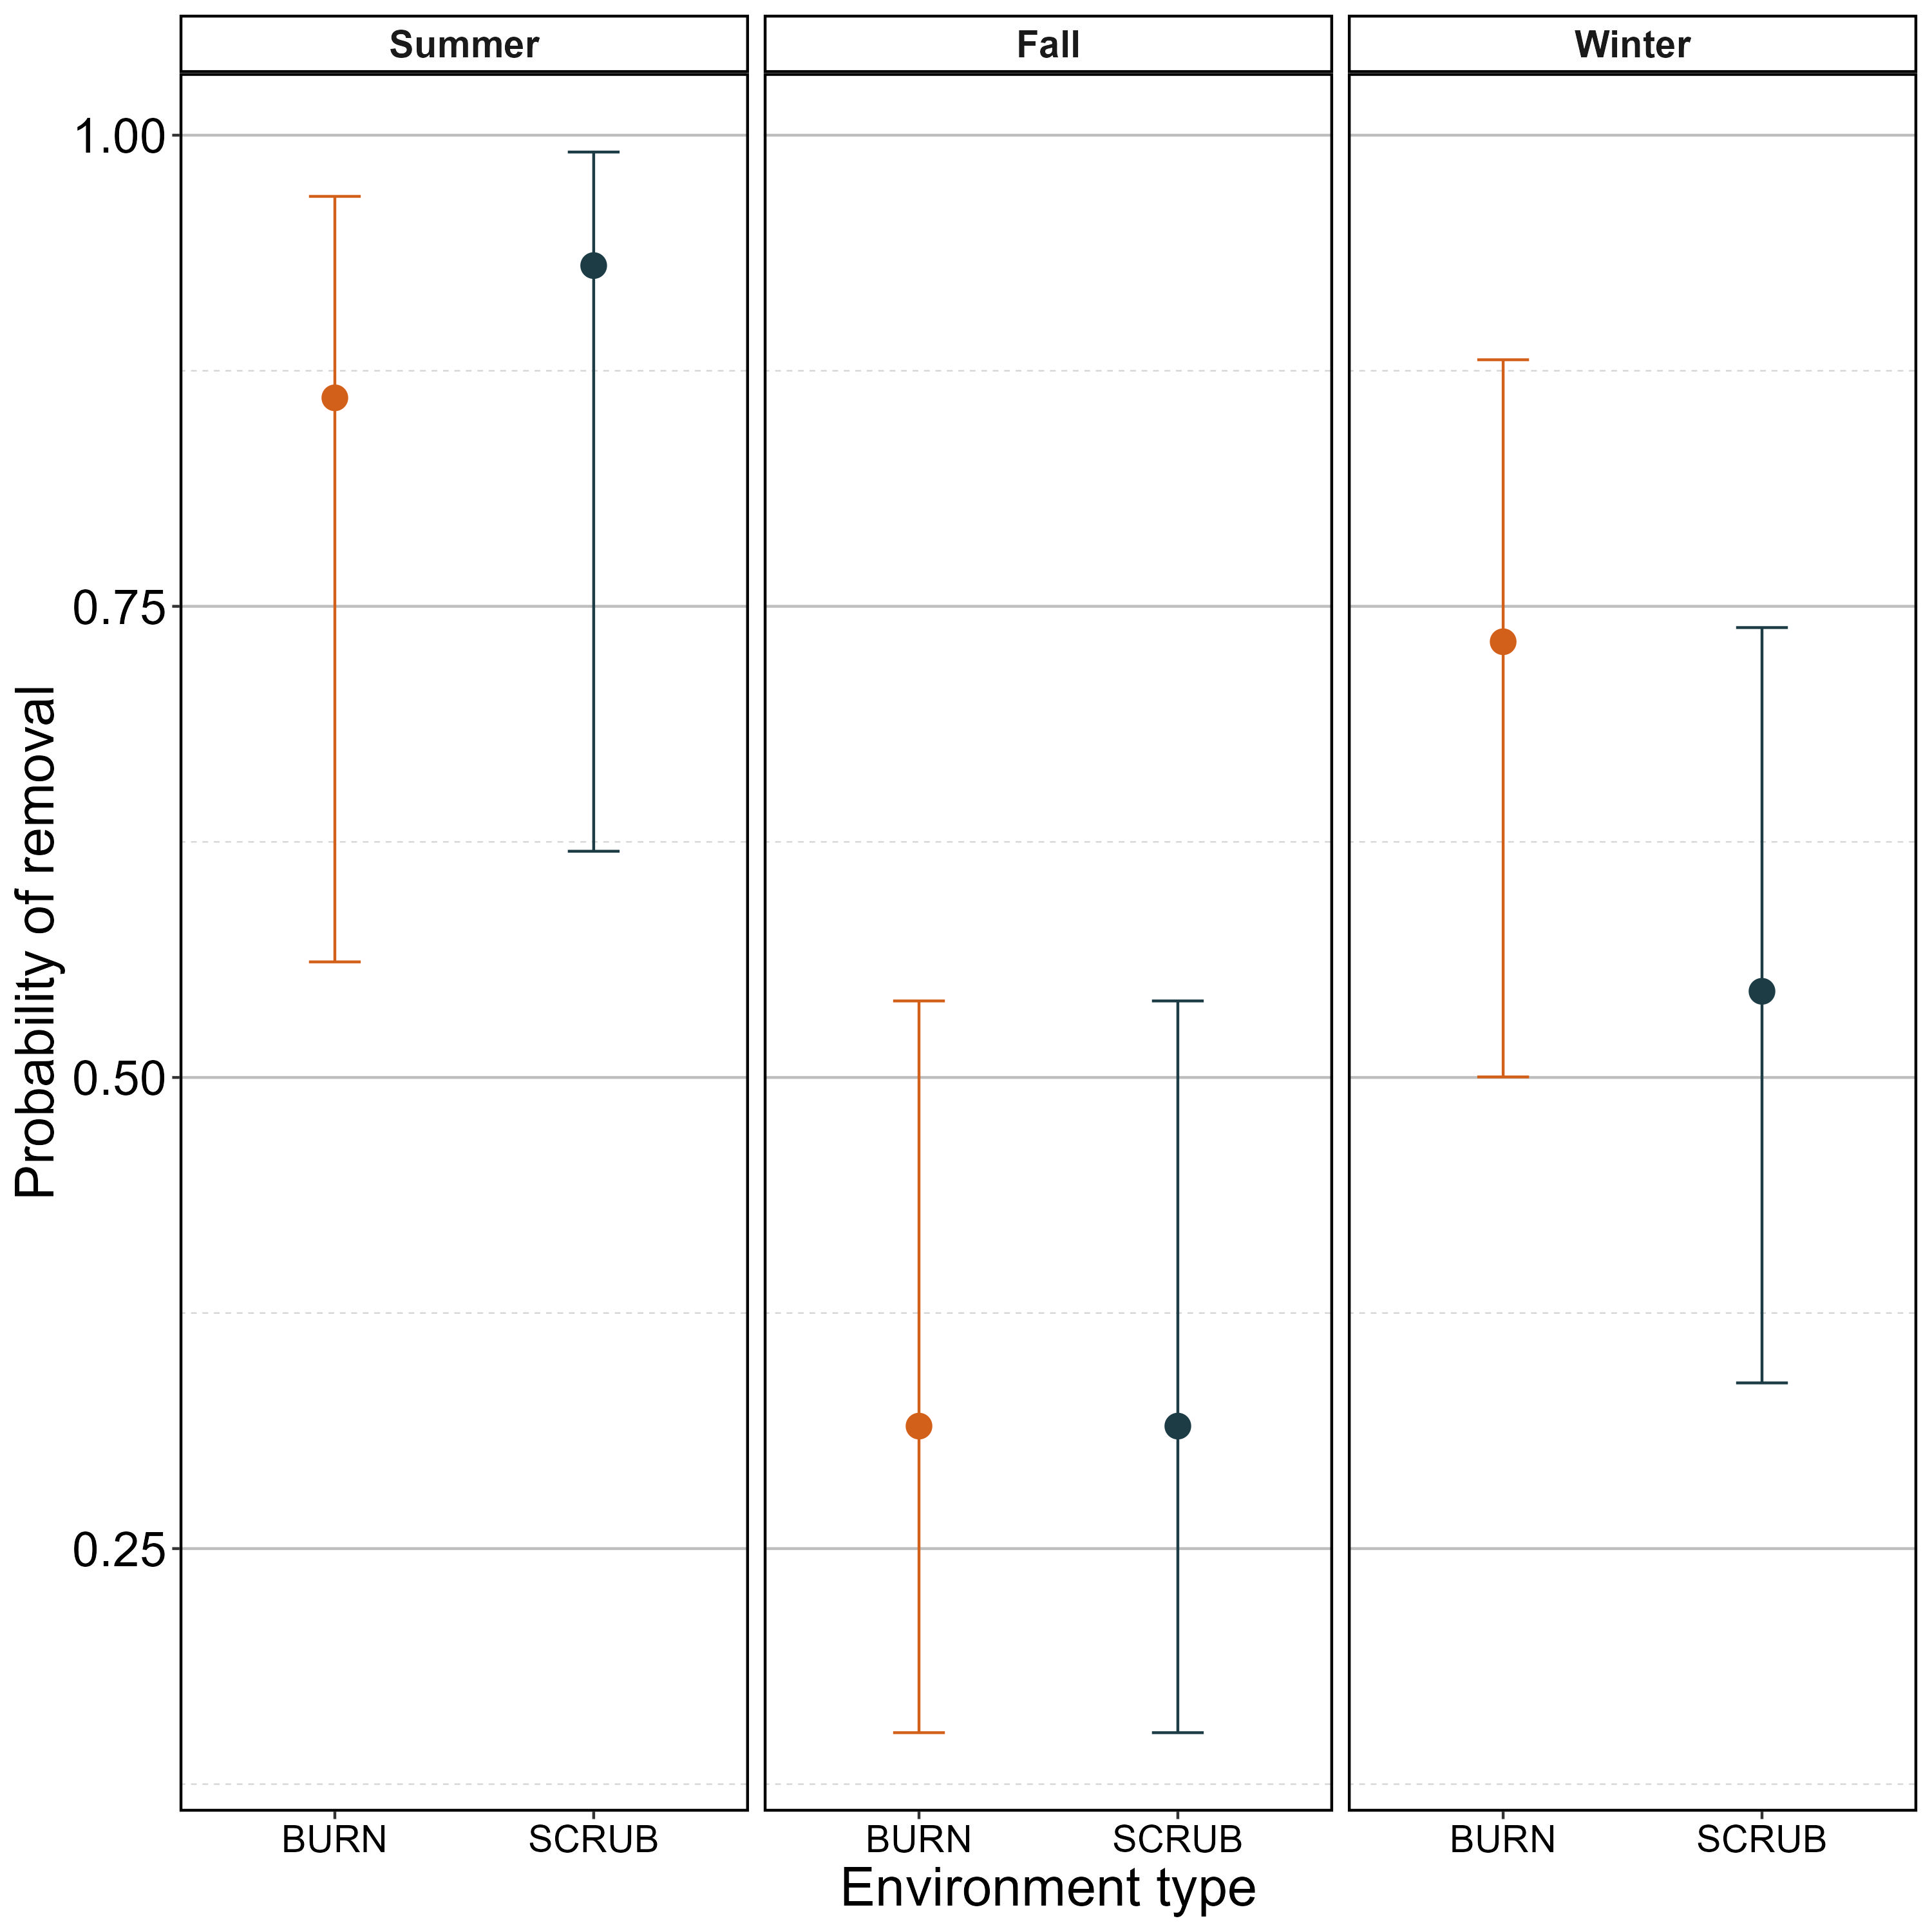 Summer Fall Winter
1.00
0.75
0.50
0.25
Probability of removal
BURN SCRUB BURN SCRUB BURN SCRUB
Environment type